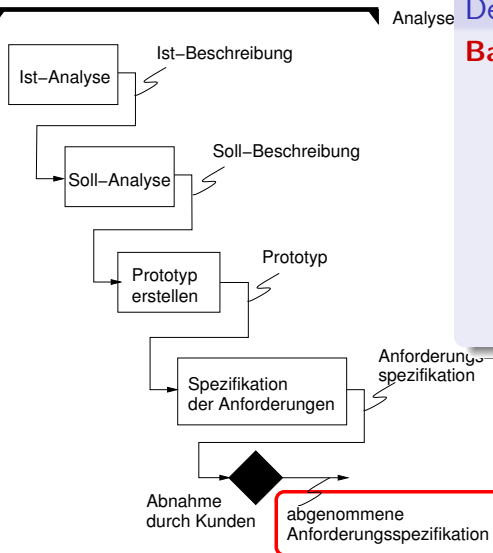 Analyse
Ist–Beschreibung
Ist–Analyse
Soll–Beschreibung
Soll–Analyse
Prototyp
Prototyp
erstellen
Anforderungs–
spezifikation
Spezifikation
der Anforderungen
Abnahme
durch Kunden
abgenommene
Anforderungsspezifikation